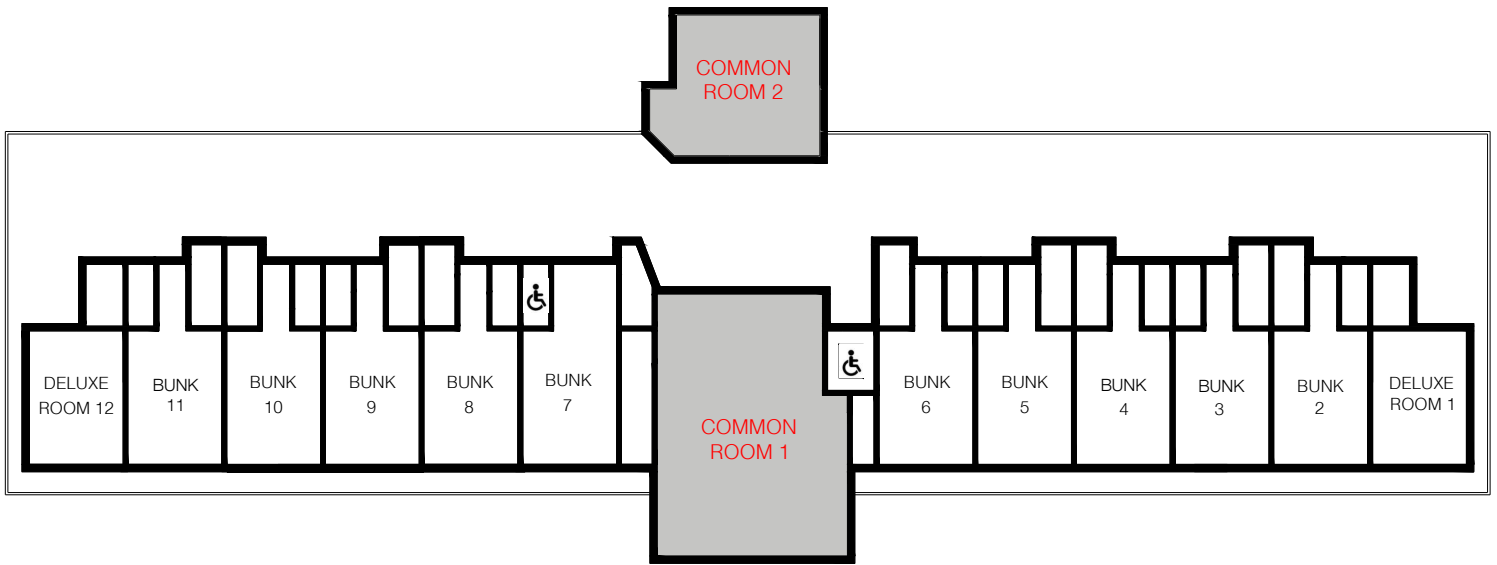 COMMON
ROOM 2
DELUXE
ROOM 12
BUNK
11
BUNK
10
BUNK
9
BUNK
8
BUNK
7
COMMON
ROOM 1
BUNK
6
BUNK
5
BUNK
4
BUNK
3
BUNK
2
DELUXE
ROOM 1